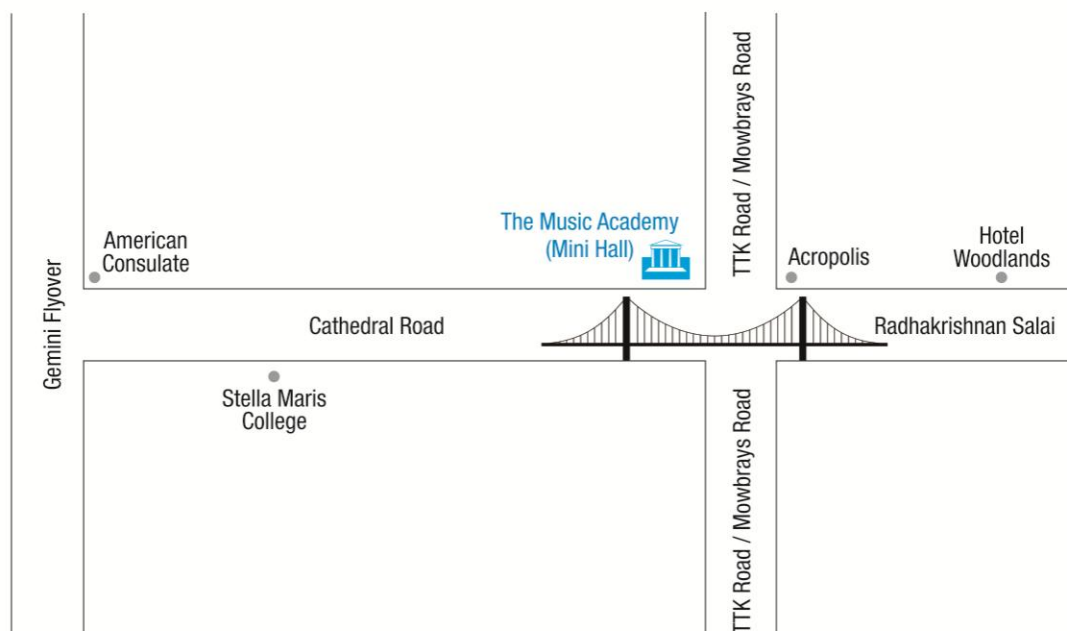 TTK Road / Mowbrays Road
The Music Academy
(Mini Hall)
American
Consulate
Acropolis
Hotel
Woodlands
Gemini Flyover
Cathedral Road
Radhakrishnan Salai
Stella Maris
College
TTK Road / Mowbrays Road